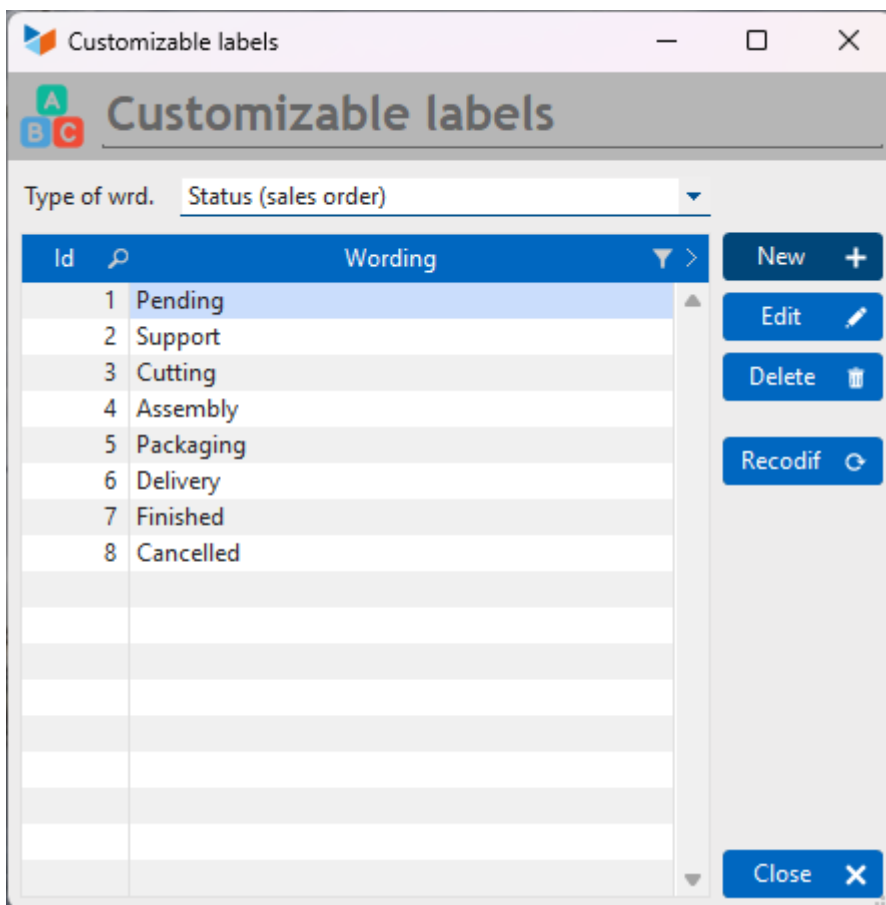 Customizable labels
A
B C
Customizable labels
Type of wrd. Status (sales order)
Id Wording
1 Pending
2 Support
3 Cutting
4 Assembly
5 Packaging
6 Delivery
7 Finished
8 Cancelled
New
Edit
Delete
Recodif
Close